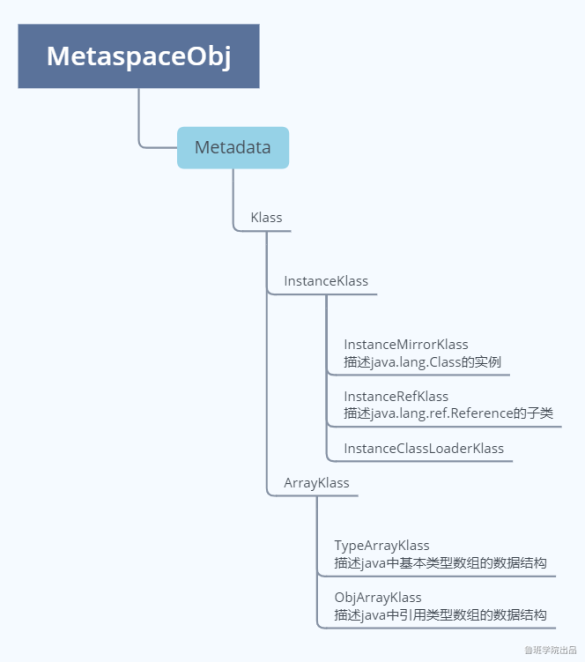 MetaspaceObj
Metadata
Klass
InstanceKlass
InstanceMirrorKlass
描述java.lang.Class的实例
InstanceRefKlass
描述java.lang.ref.Reference的子类
InstanceClassLoaderKlass
ArrayKlass
TypeArrayKlass
描述java中基本类型数组的数据结构
ObjArrayKlass
描述java中引用类型数组的数据结构
鲁班学院出品